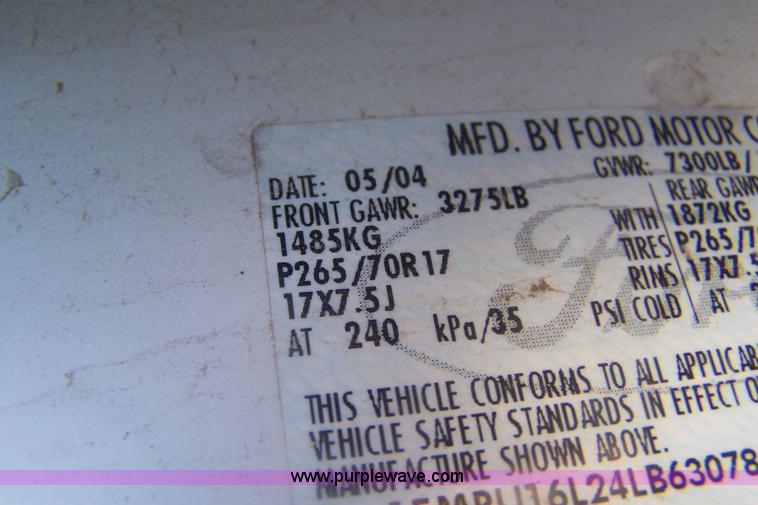 MFD. BY FORD MOTOR
DATE: 05/04 GVWR: 7300LB /
FRONT GAWR: 3275LB REAR GAWR
1485KG WITH 1872KG
P265/70R17 TIRES P265/7
17X7.5J RIMS 17X7.5
AT 240 kPa/35 PSI COLD AT
THIS VEHICLE CONFORMS TO ALL APPLICAB
VEHICLE SAFETY STANDARDS IN EFFECT O
MANUFACTURE SHOWN ABOVE.
www.purplewave.com
16L24LB63078